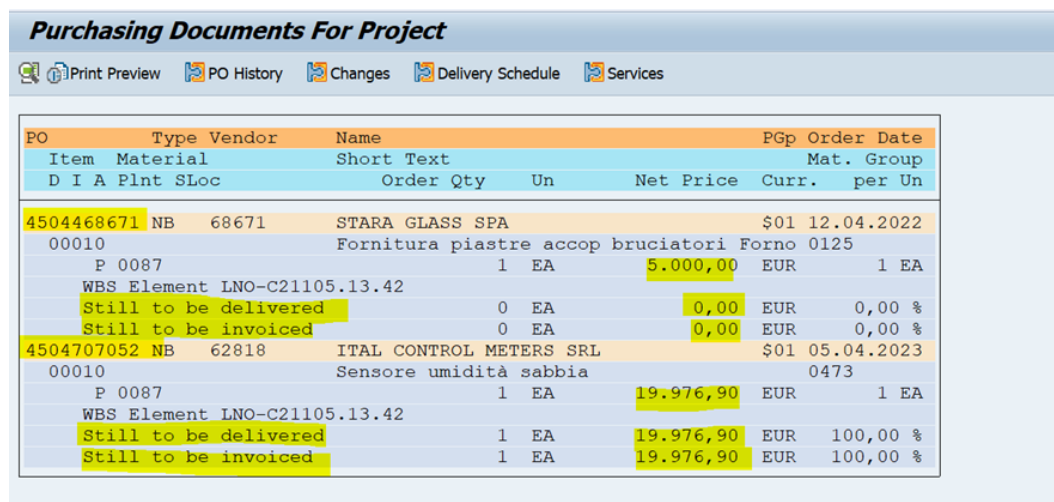 Purchasing Documents For Project
Print Preview PO History Changes Delivery Schedule Services
PO Type Vendor Name PGp Order Date
Item Material Short Text Mat. Group
D I A Plnt SLoc Order Qty Un Net Price Curr. per Un
4504468671 NB 68671 STARA GLASS SPA $01 12.04.2022
00010 Fornitura piastre accop bruciatori Forno 0125
P 0087 1 EA 5.000,00 EUR 1 EA
WBS Element LNO-C21105.13.42
Still to be delivered 0 EA 0,00 EUR 0,00 %
Still to be invoiced 0 EA 0,00 EUR 0,00 %
4504707052 NB 62818 ITAL CONTROL METERS SRL $01 05.04.2023
00010 Sensore umidità sabbia 0473
P 0087 1 EA 19.976,90 EUR 1 EA
WBS Element LNO-C21105.13.42
Still to be delivered 1 EA 19.976,90 EUR 100,00 %
Still to be invoiced 1 EA 19.976,90 EUR 100,00 %